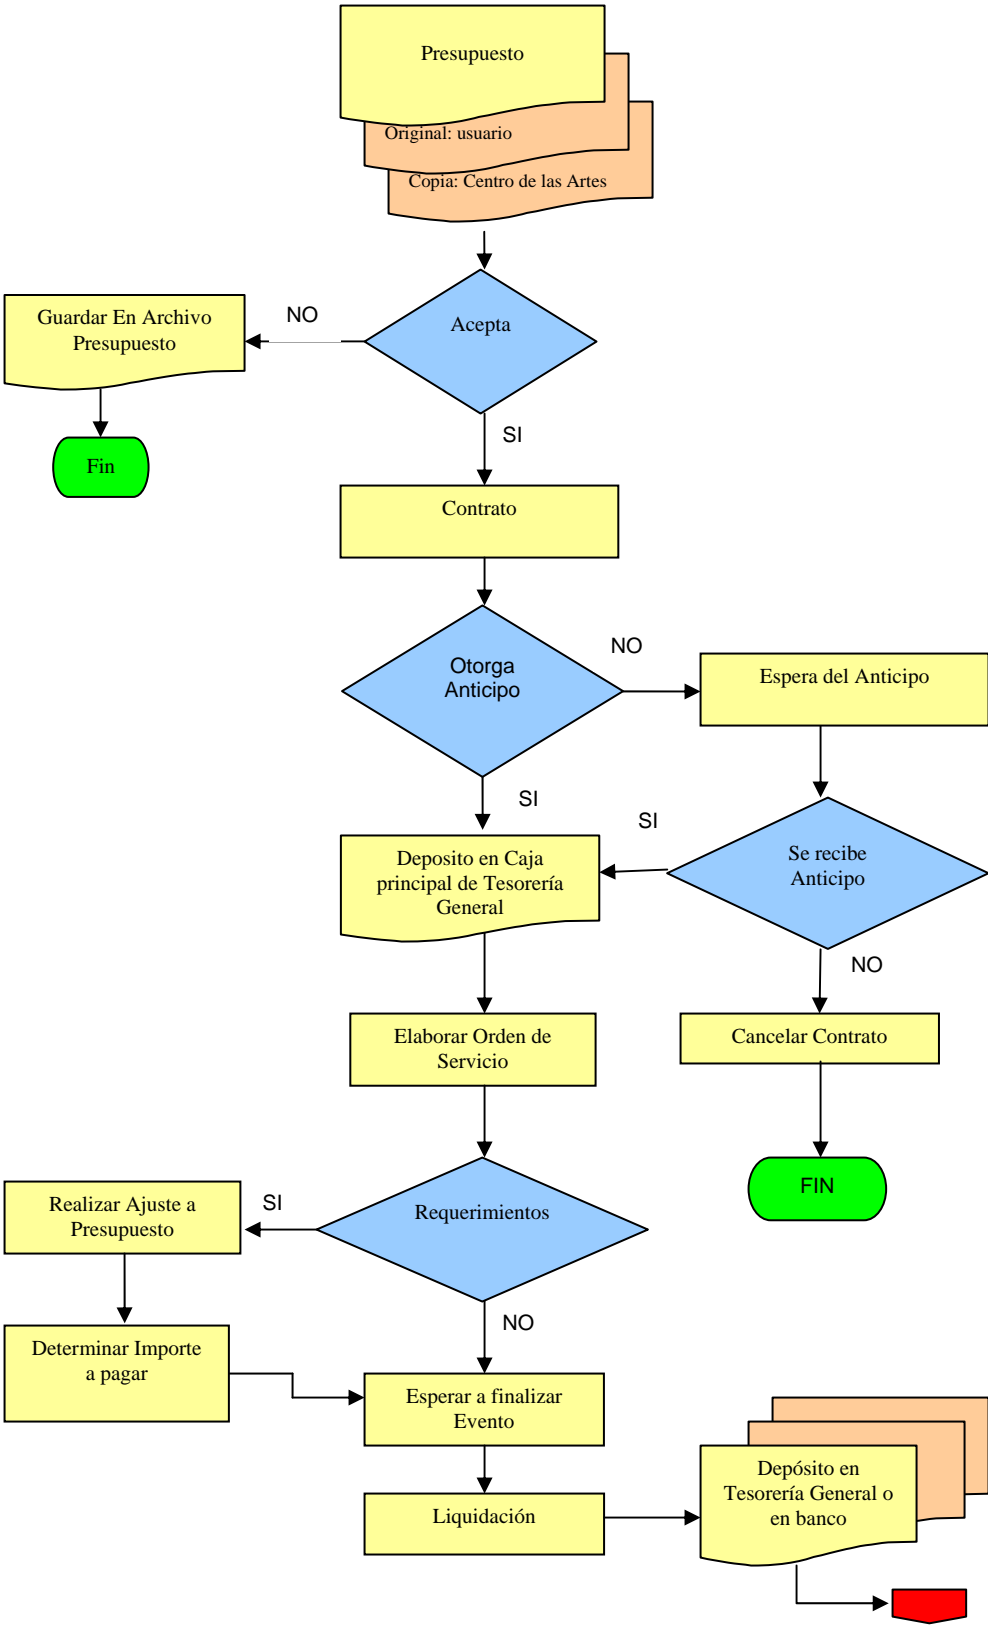 Presupuesto
Original: usuario
Copia: Centro de las Artes
Acepta
NO
Guardar En Archivo
Presupuesto
Fin
SI
Contrato
Otorga
Anticipo
NO
Espera del Anticipo
SI
SI
Se recibe
Anticipo
Deposito en Caja
principal de Tesorería
General
NO
Elaborar Orden de
Servicio
Cancelar Contrato
FIN
Requerimientos
SI
Realizar Ajuste a
Presupuesto
NO
Determinar Importe
a pagar
Esperar a finalizar
Evento
Liquidación
Depósito en
Tesorería General o
en banco